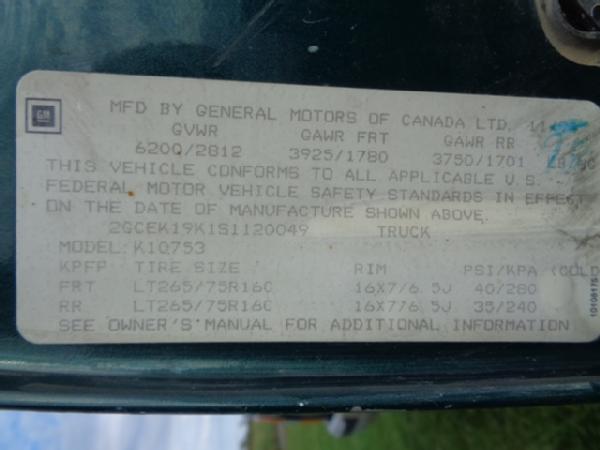 GM
MFD BY GENERAL MOTORS OF CANADA LTD.
GVWR GAWR FRT GAWR RR
6200/2812 3925/1780 3750/1701
THIS VEHICLE CONFORMS TO ALL APPLICABLE U.S.
FEDERAL MOTOR VEHICLE SAFETY STANDARDS IN EFFECT
ON THE DATE OF MANUFACTURE SHOWN ABOVE.
2GCEK19K1S1120049 TRUCK
MODEL: K10753
KPFP TIRE SIZE RIM PSI/KPA (COLD
FRT LT265/75R16C 16X7/6.5J 40/280
RR LT265/75R16C 16X7/6.5J 35/240
SEE OWNER'S MANUAL FOR ADDITIONAL INFORMATION